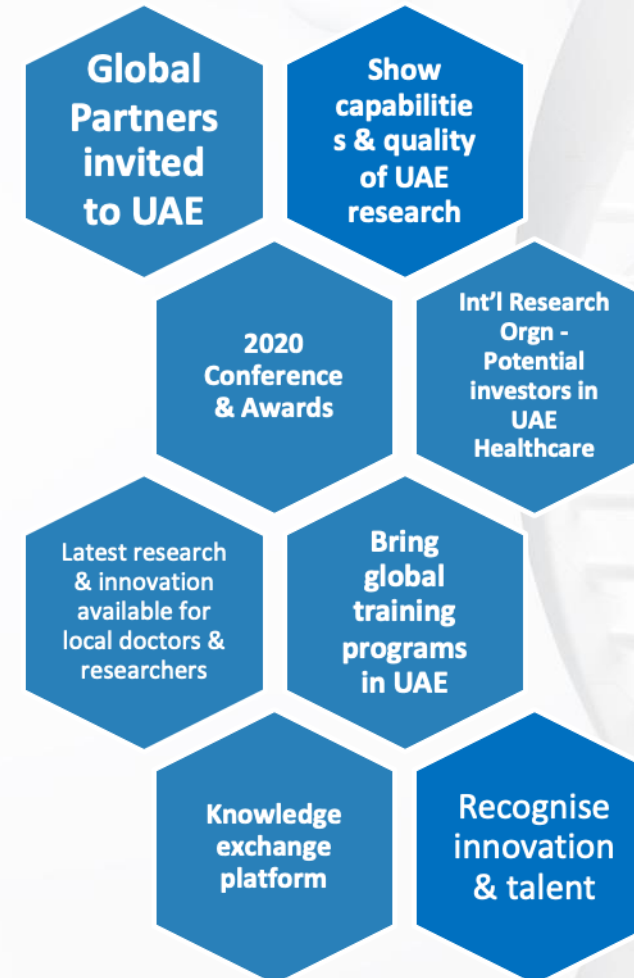 Global
Partners
invited
to UAE
Show
capabilitie
s & quality
of UAE
research
2020
Conference
& Awards
Int’l Research
Orgn -
Potential
investors in
UAE
Healthcare
Latest research
& innovation
available for
local doctors &
researchers
Bring
global
training
programs
in UAE
Knowledge
exchange
platform
Recognise
innovation
& talent